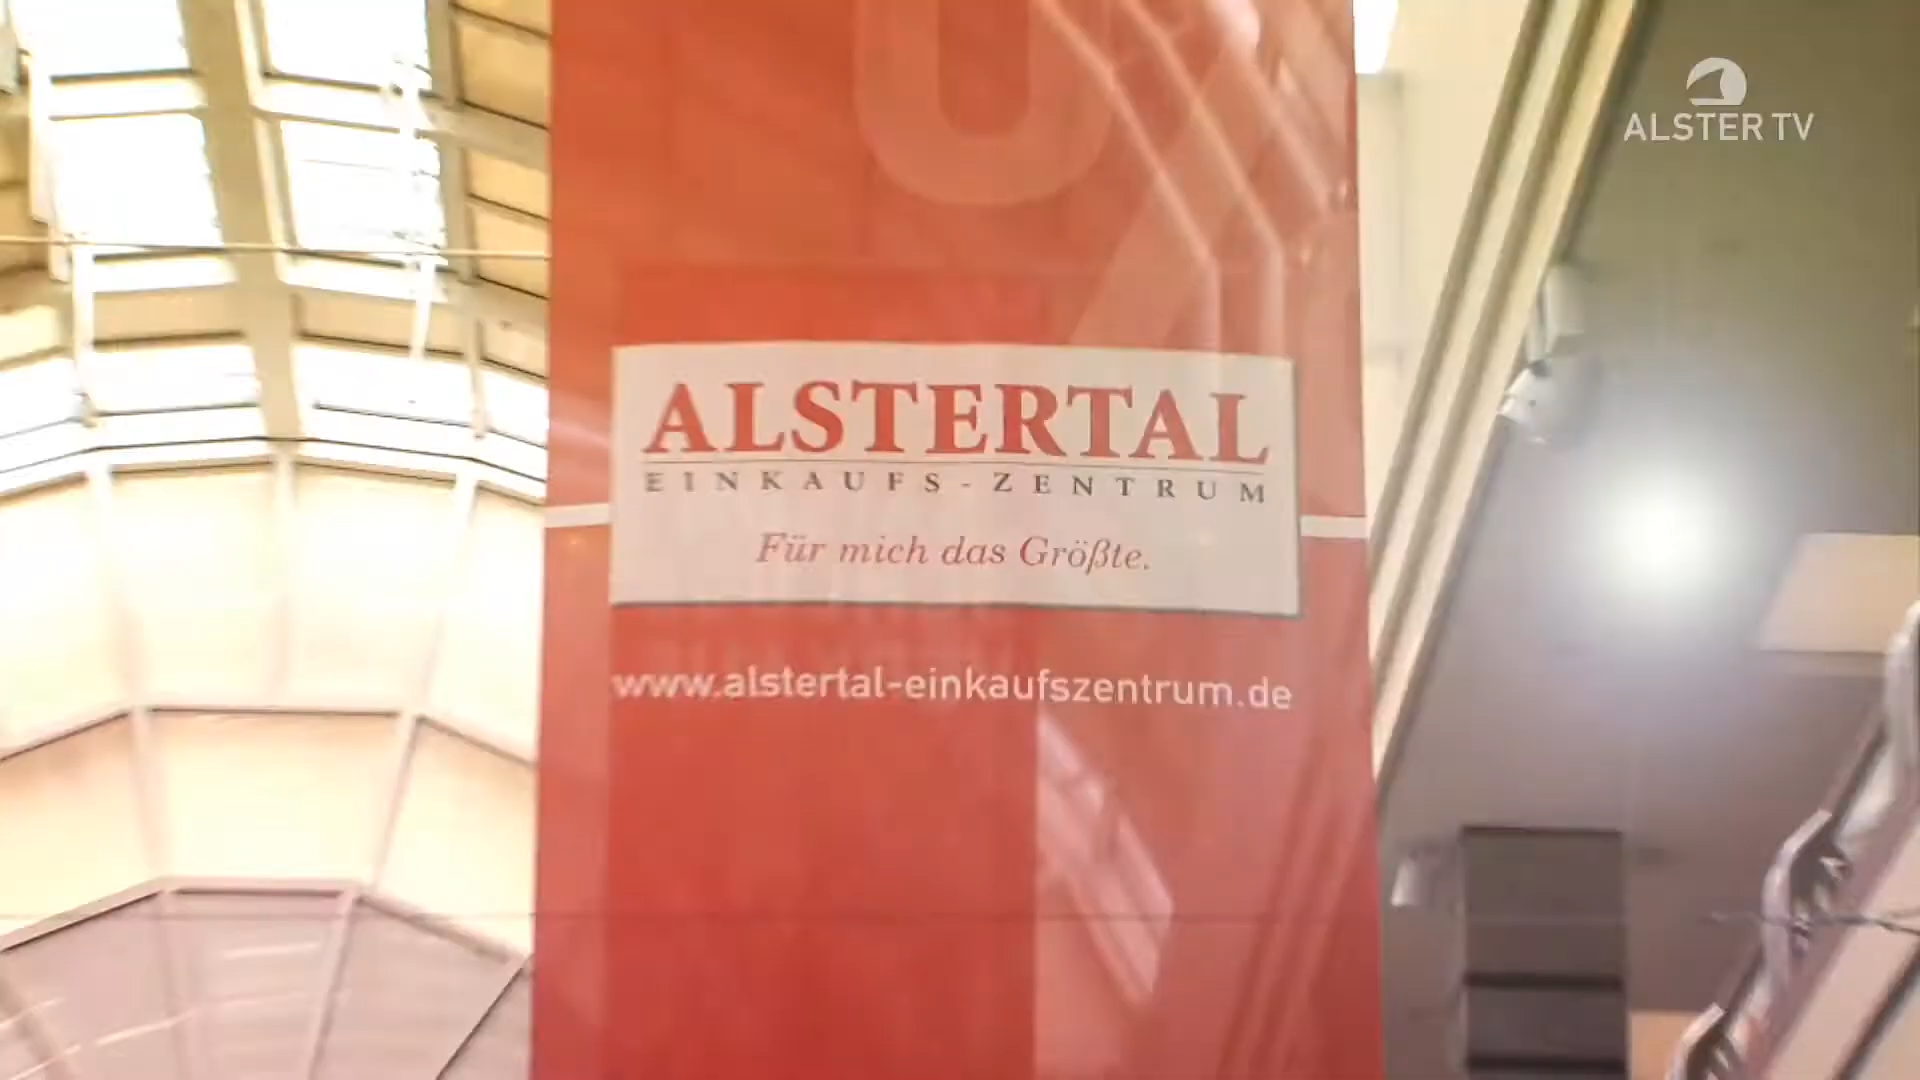 ALSTER TV
ALSTERTAL
EINKAUFS-ZENTRUM
Für mich das Größte.
www.alstertal-einkaufszentrum.de